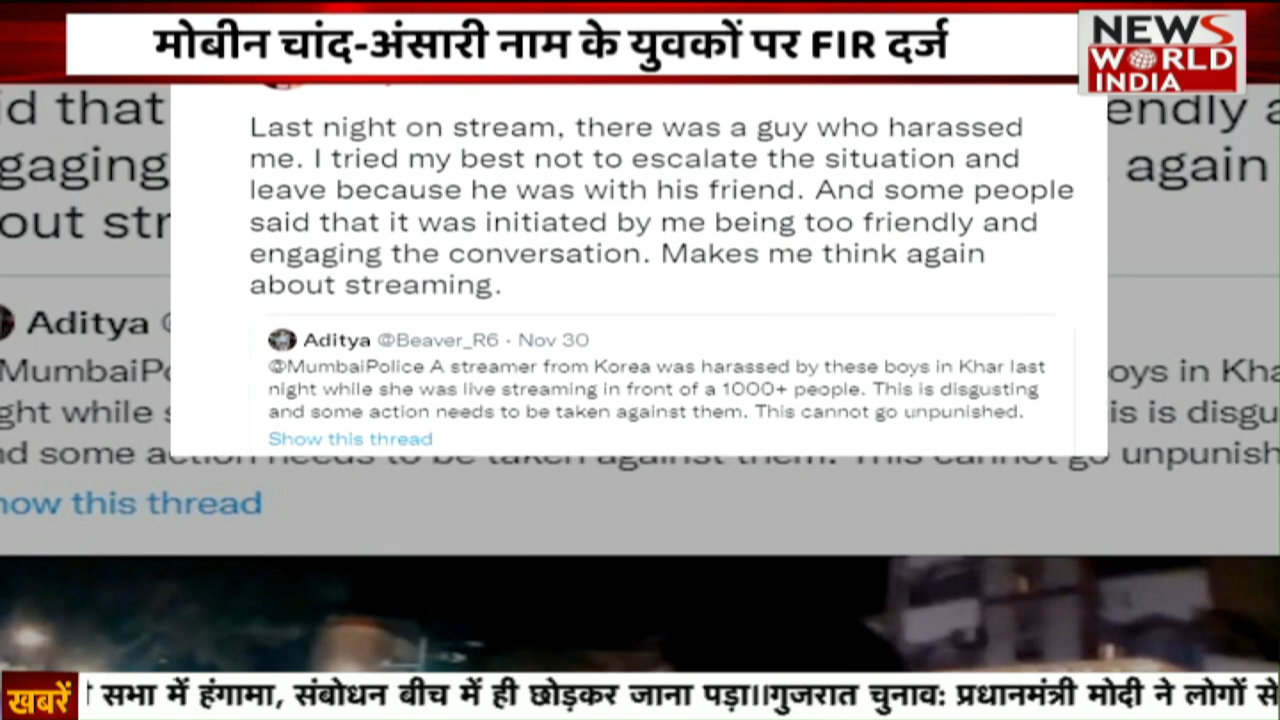 मोबीन चांद-अंसारी नाम के युवकों पर FIR दर्ज
NEWS
WORLD
INDIA
Last night on stream, there was a guy who harassed
me. I tried my best not to escalate the situation and
leave because he was with his friend. And some people
said that it was initiated by me being too friendly and
engaging the conversation. Makes me think again
about streaming.
Aditya @Beaver_R6 · Nov 30
@MumbaiPolice A streamer from Korea was harassed by these boys in Khar last
night while she was live streaming in front of a 1000+ people. This is disgusting
and some action needs to be taken against them. This cannot go unpunished.
Show this thread
खबरें
सभा में हंगामा, संबोधन बीच में ही छोड़कर जाना पड़ा।।गुजरात चुनाव: प्रधानमंत्री मोदी ने लोगों से